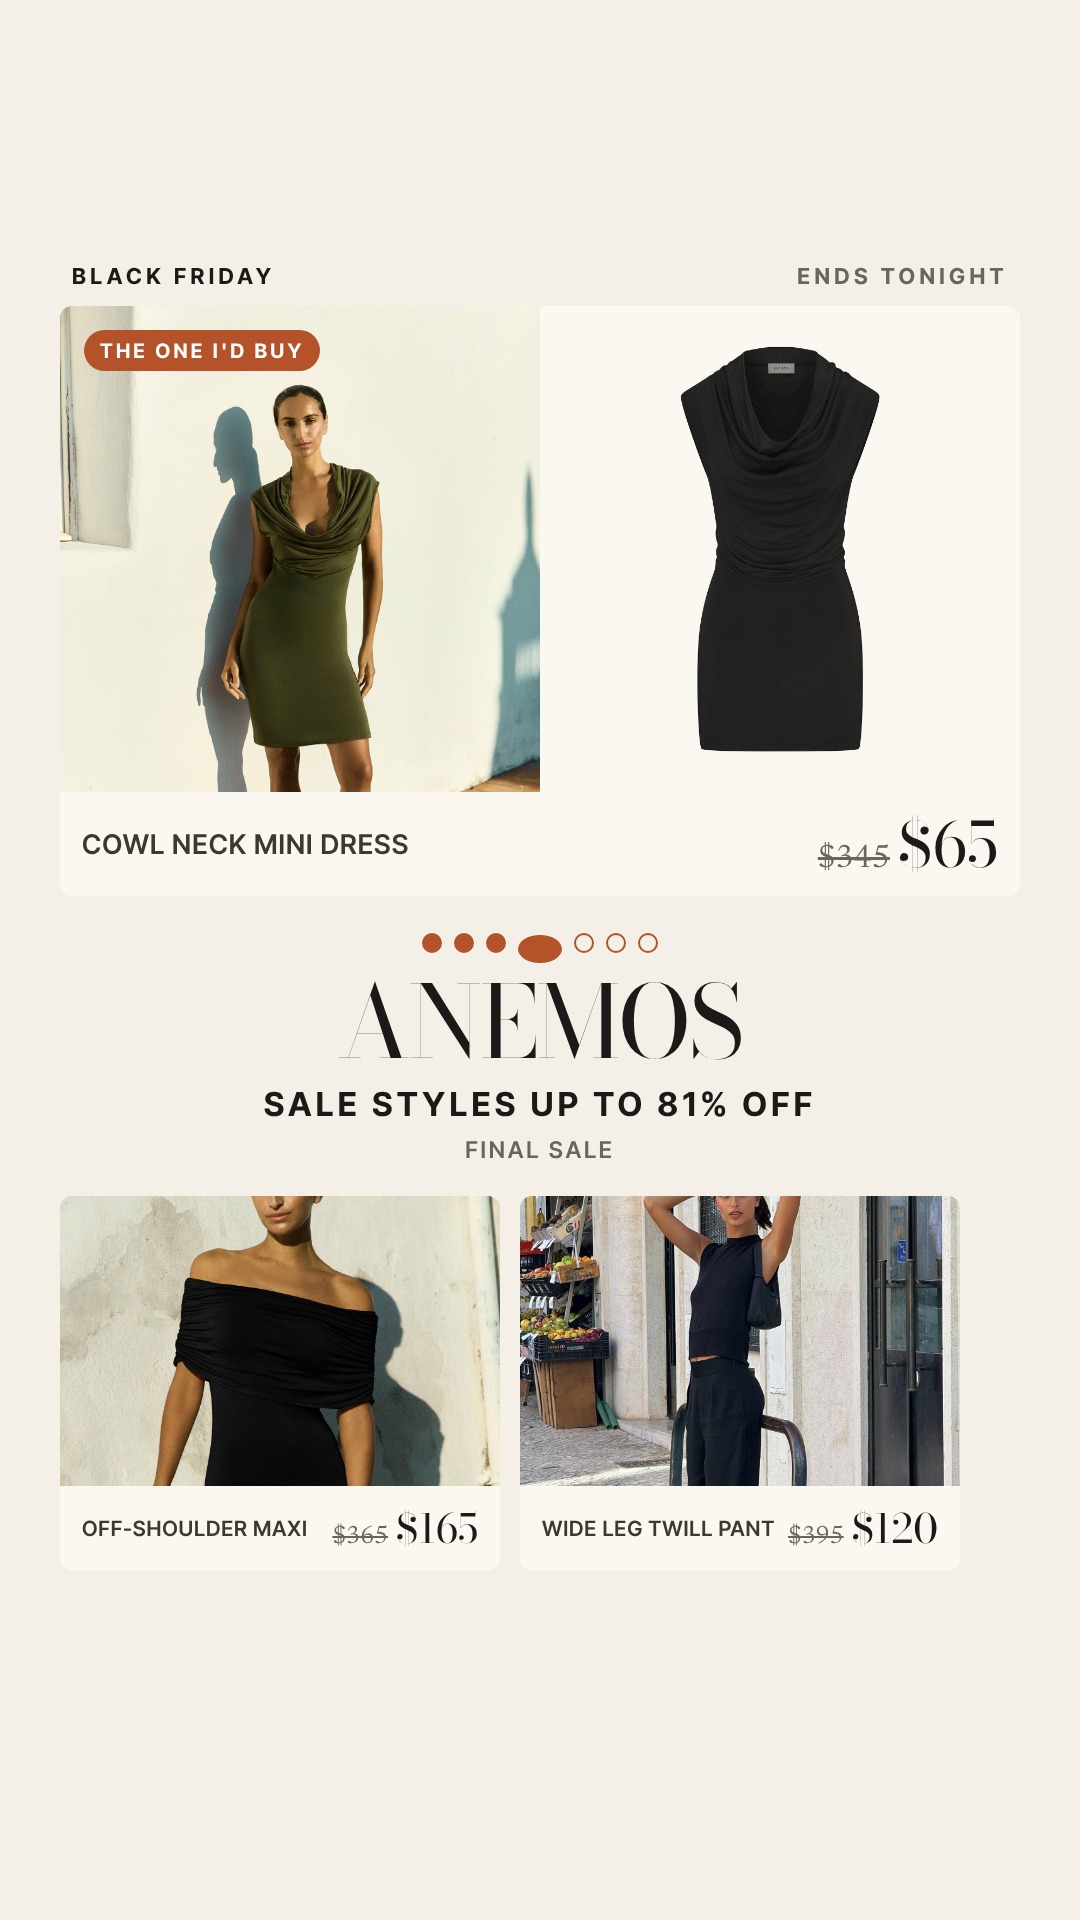 BLACK FRIDAY
ENDS TONIGHT
THE ONE I'D BUY
COWL NECK MINI DRESS
$345 $65
ANEMOS
SALE STYLES UP TO 81% OFF
FINAL SALE
OFF-SHOULDER MAXI $365 $165
WIDE LEG TWILL PANT $395 $120